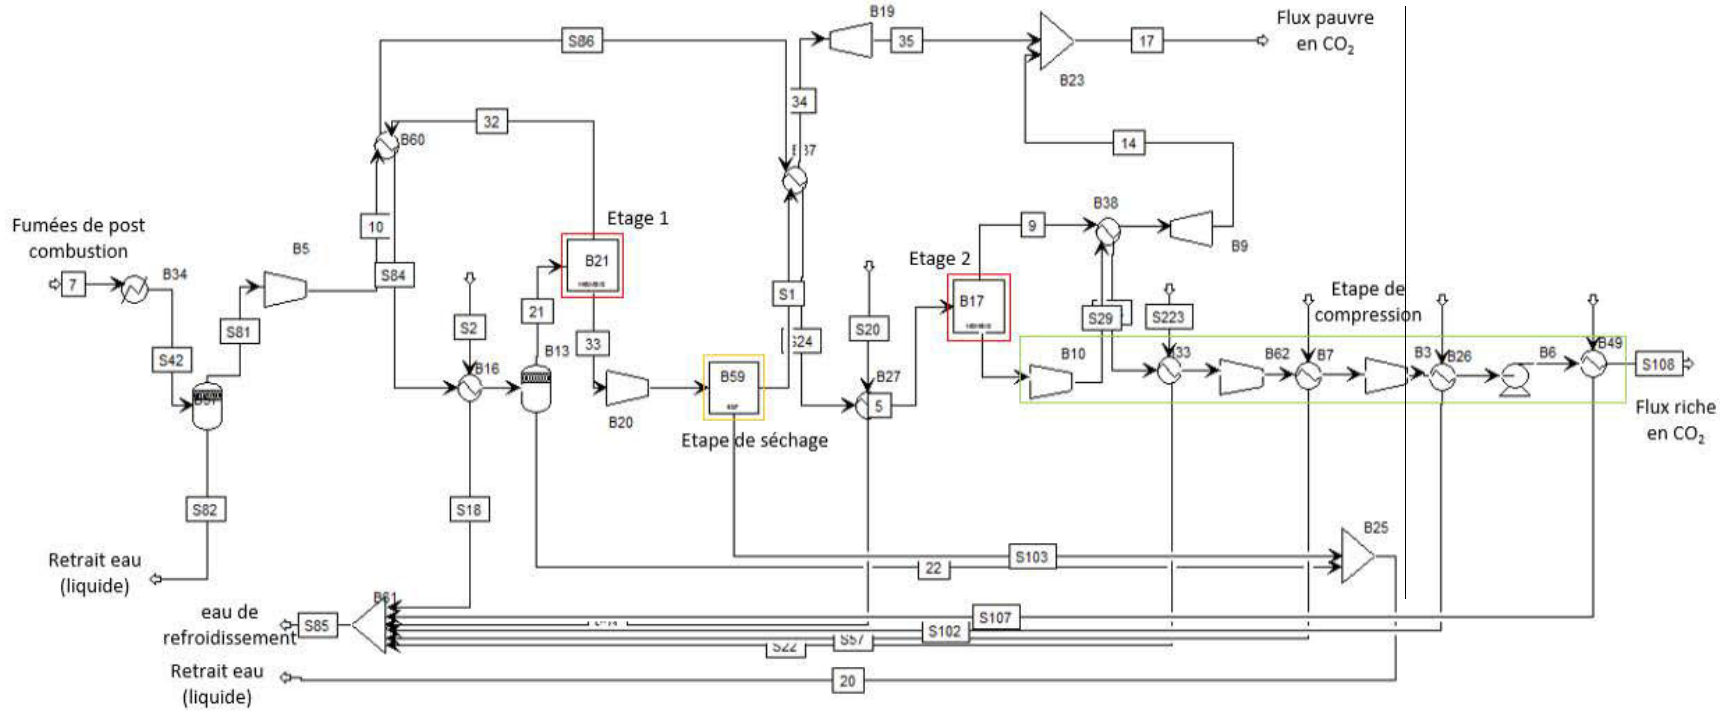 B19
Flux pauvre
en CO₂
S86
35
17
B23
34
32
B60
14
B37
Fumées de post
combustion
Etage 1
10
B38
9
B5
B9
Etage 2
7
B34
B21
S84
S1
B17
S2
21
S20
S29
S223
Etape de
compression
S81
33
S24
B13
B10
B62
B7
B3
B26
B6
B49
S42
B16
B59
B27
S108
5
B20
Flux riche
en CO₂
Etape de séchage
S82
S18
B25
Retrait eau
(liquide)
S103
22
B61
eau de
refroidissement
S85
S107
S102
S57
S22
Retrait eau
(liquide)
20